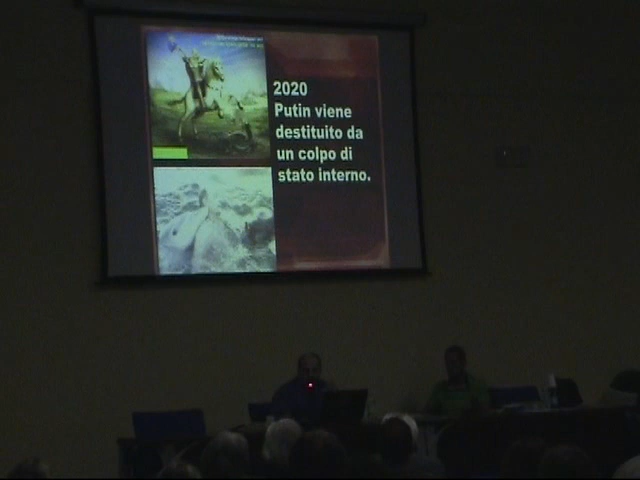 2020
Putin viene
destituito da
un colpo di
stato interno.